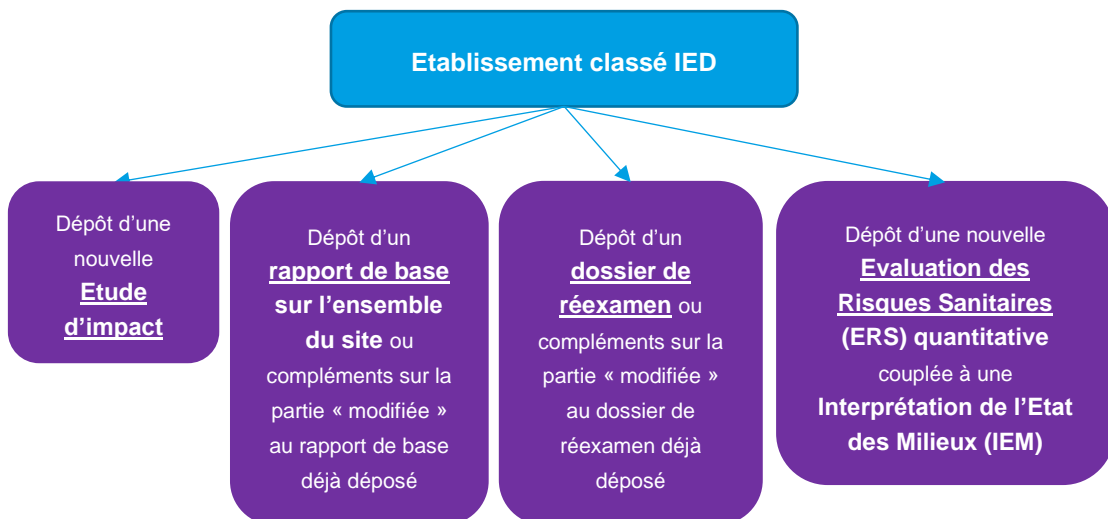 Etablissement classé IED
Dépôt d’une
nouvelle
Etude
d’impact
Dépôt d’un
rapport de base
sur l’ensemble
du site ou
compléments sur la
partie « modifiée »
au rapport de base
déjà déposé
Dépôt d’un
dossier de
réexamen ou
compléments sur la
partie « modifiée »
au dossier de
réexamen déjà
déposé
Dépôt d’une nouvelle
Evaluation des
Risques Sanitaires
(ERS) quantitative
couplée à une
Interprétation de l’Etat
des Milieux (IEM)